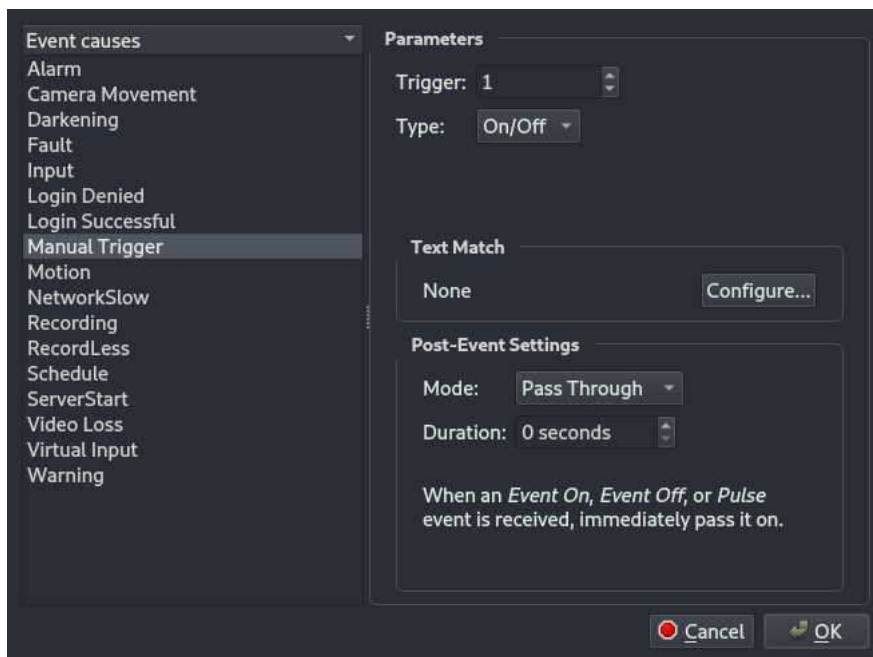 Event causes
Alarm
Camera Movement
Darkening
Fault
Input
Login Denied
Login Successful
Manual Trigger
Motion
NetworkSlow
Recording
RecordLess
Schedule
ServerStart
Video Loss
Virtual Input
Warning
Parameters
Trigger: 1
Type: On/Off
Text Match
None Configure...
Post-Event Settings
Mode: Pass Through
Duration: 0 seconds
When an Event On, Event Off, or Pulse
event is received, immediately pass it on.
Cancel OK